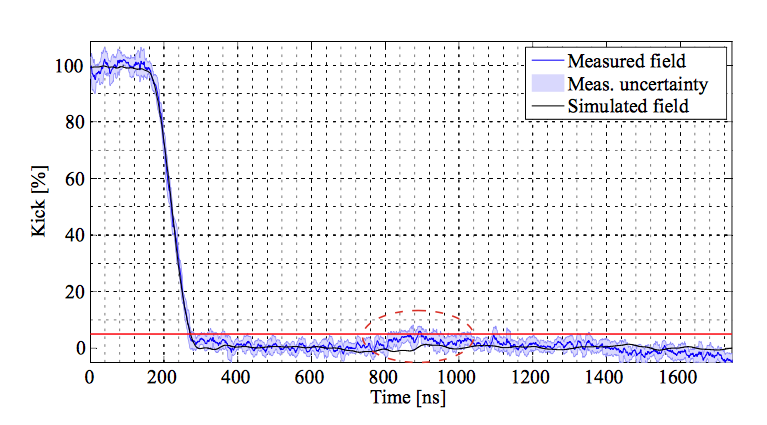 Measured field
Meas. uncertainty
Simulated field
Kick [%]
100
80
60
40
20
0
0 200 400 600 800 1000 1200 1400 1600
Time [ns]